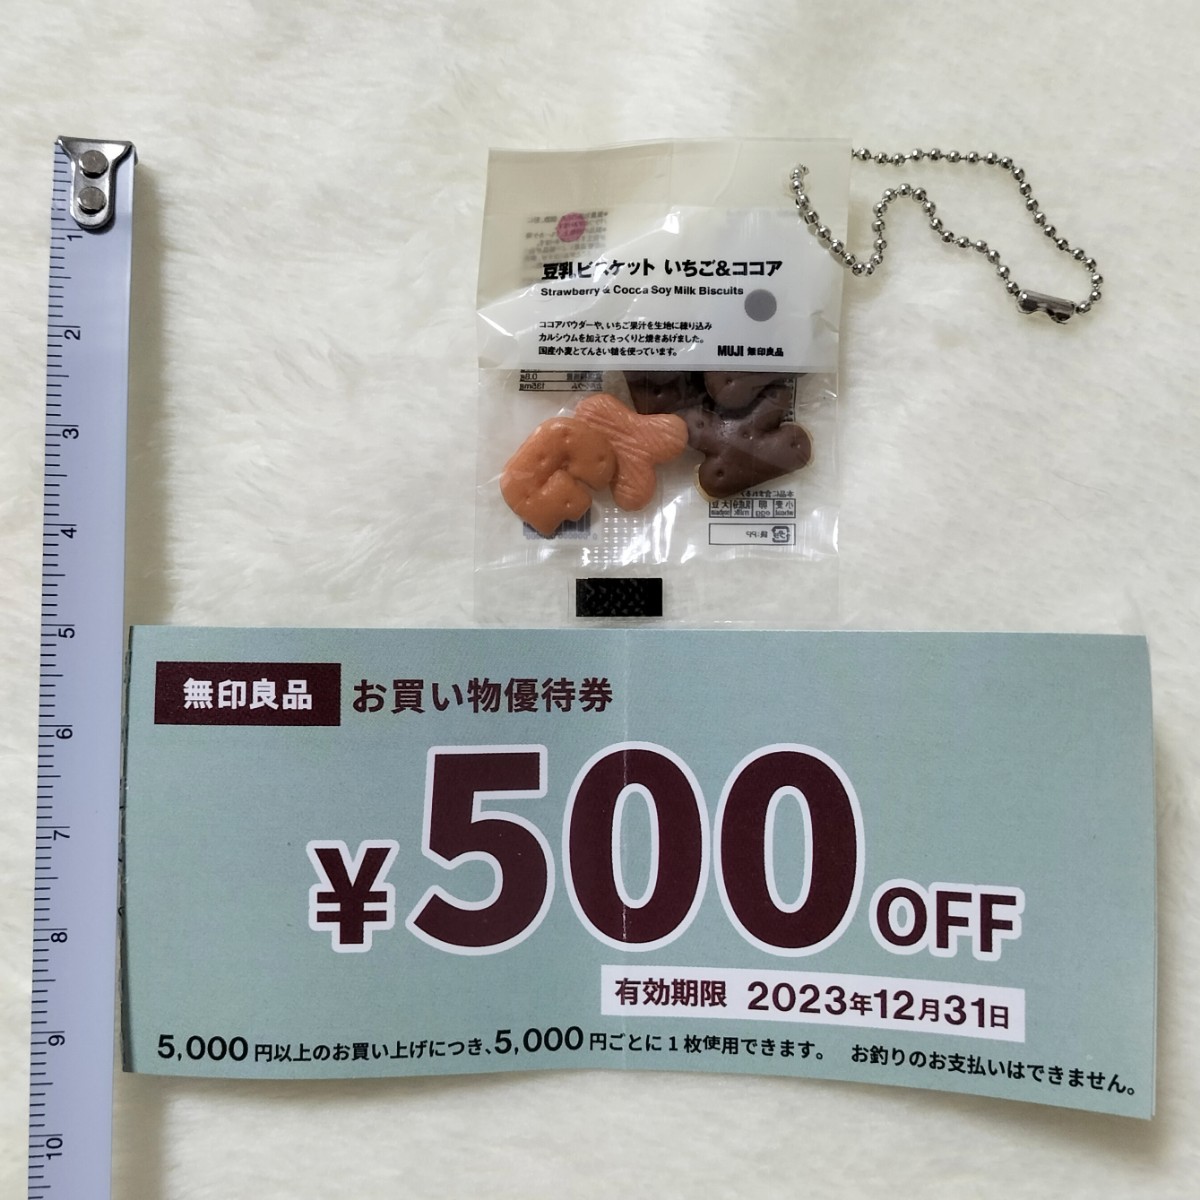 豆乳ビスケット いちご&ココア
Strawberry & Cocoa Soy Milk Biscuits
ココアパウダーや、いちご果汁を生地に練り込み
カルシウムを加えてさっくりと焼きあげました。
国産小麦とてんさい糖を使っています。
MUJI 無印良品
無印良品 お買い物優待券
¥500OFF
有効期限 2023年12月31日
5,000円以上のお買い上げにつき、5,000円ごとに1枚使用できます。 お釣りのお支払いはできません。
1
2
3
4
5
6
7
8
9
10